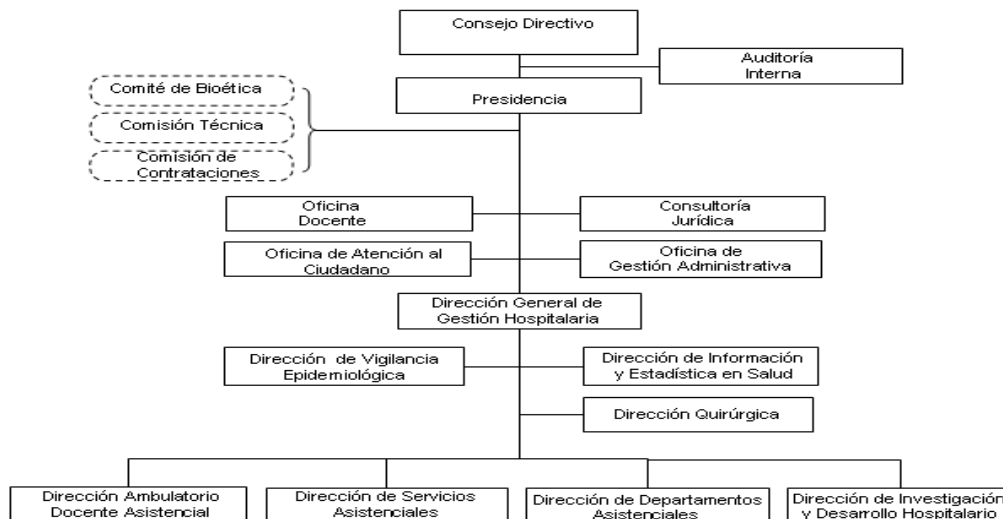 Consejo Directivo
Auditoría
Interna
Presidencia
Comité de Bioética
Comisión Técnica
Comisión de
Contrataciones
Oficina
Docente
Consultoría
Jurídica
Oficina de Atención al
Ciudadano
Oficina de
Gestión Administrativa
Dirección General de
Gestión Hospitalaria
Dirección de Vigilancia
Epidemiológica
Dirección de Información
y Estadística en Salud
Dirección Quirúrgica
Dirección Ambulatorio
Docente Asistencial
Dirección de Servicios
Asistenciales
Dirección de Departamentos
Asistenciales
Dirección de Investigación
y Desarrollo Hospitalario